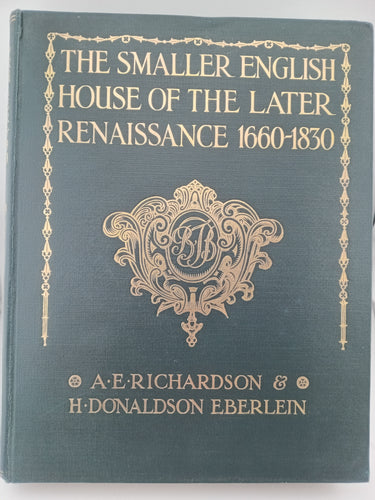 THE SMALLER ENGLISH
HOUSE OF THE LATER
RENAISSANCE 1660-1830
A·E·RICHARDSON &
H·DONALDSON EBERLEIN